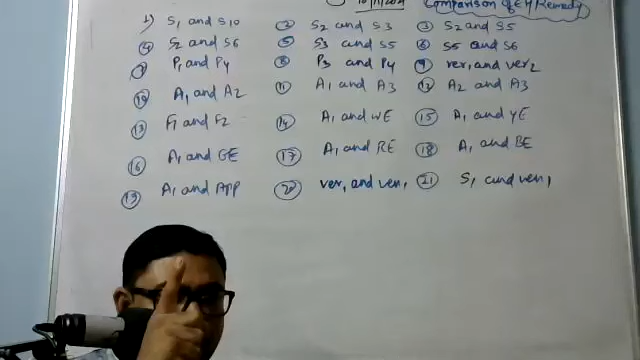 10/11/2021 Comparison of EH Remedy
1) S1 and S10 2 S2 and S3 3 S2 and S5
4 S2 and S6 5 S3 and S5 6 S5 and S6
7 P1 and P4 8 P3 and P4 9 ver1 and ver2
10 A1 and A2 11 A1 and A3 12 A2 and A3
13 F1 and F2 14 A1 and WE 15 A1 and YE
16 A1 and GE 17 A1 and RE 18 A1 and BE
19 A1 and APP 20 ver1 and ven1 21 S1 and ven1